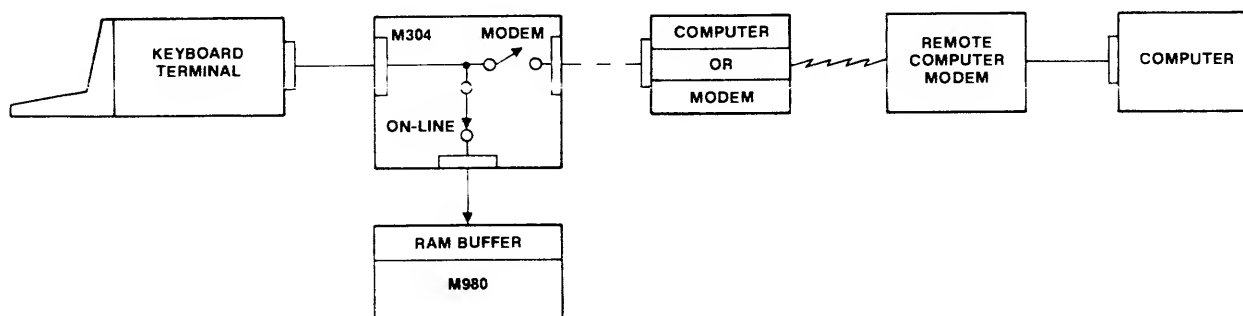 KEYBOARD
TERMINAL
M304
MODEM
ON-LINE
RAM BUFFER
M980
COMPUTER
OR
MODEM
REMOTE
COMPUTER
MODEM
COMPUTER